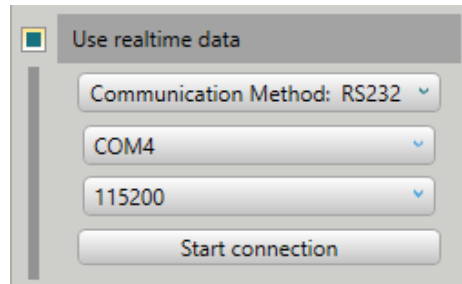 Use realtime data
Communication Method: RS232
COM4
115200
Start connection